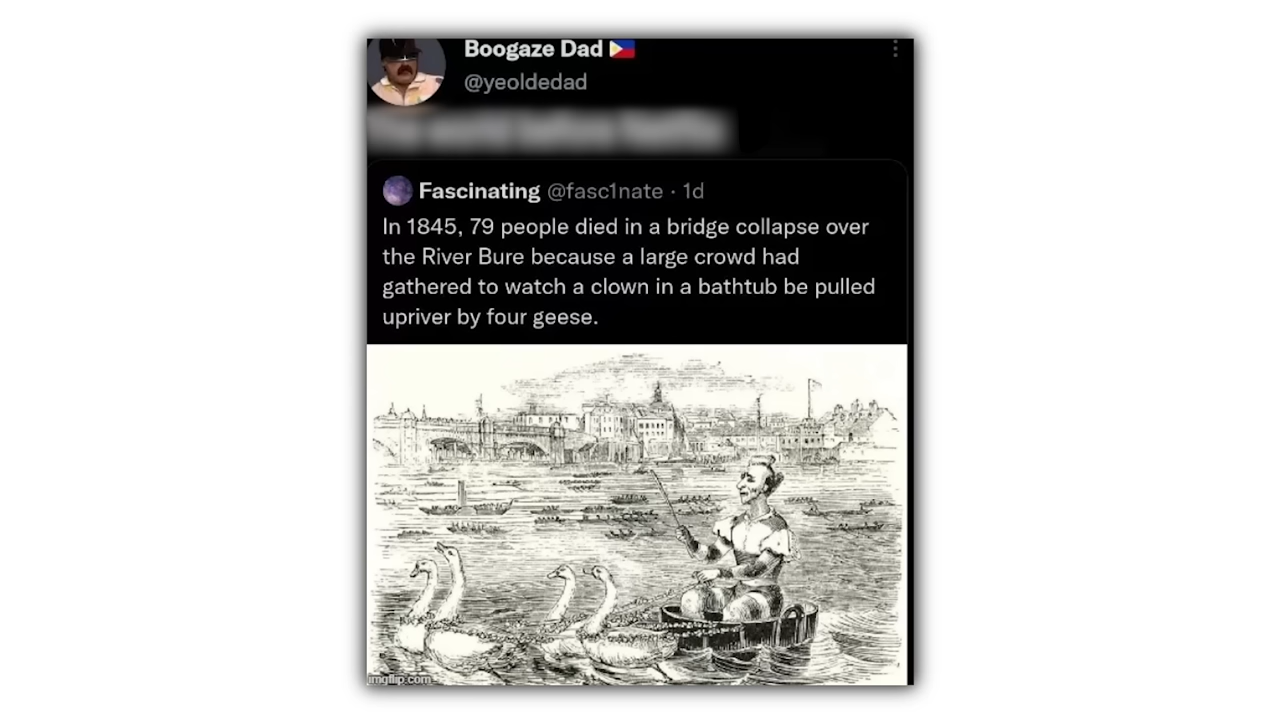 Boogaze Dad 🇵🇭
@yeoldedad
Fascinating @fasc1nate · 1d
In 1845, 79 people died in a bridge collapse over
the River Bure because a large crowd had
gathered to watch a clown in a bathtub be pulled
upriver by four geese.
imgflip.com